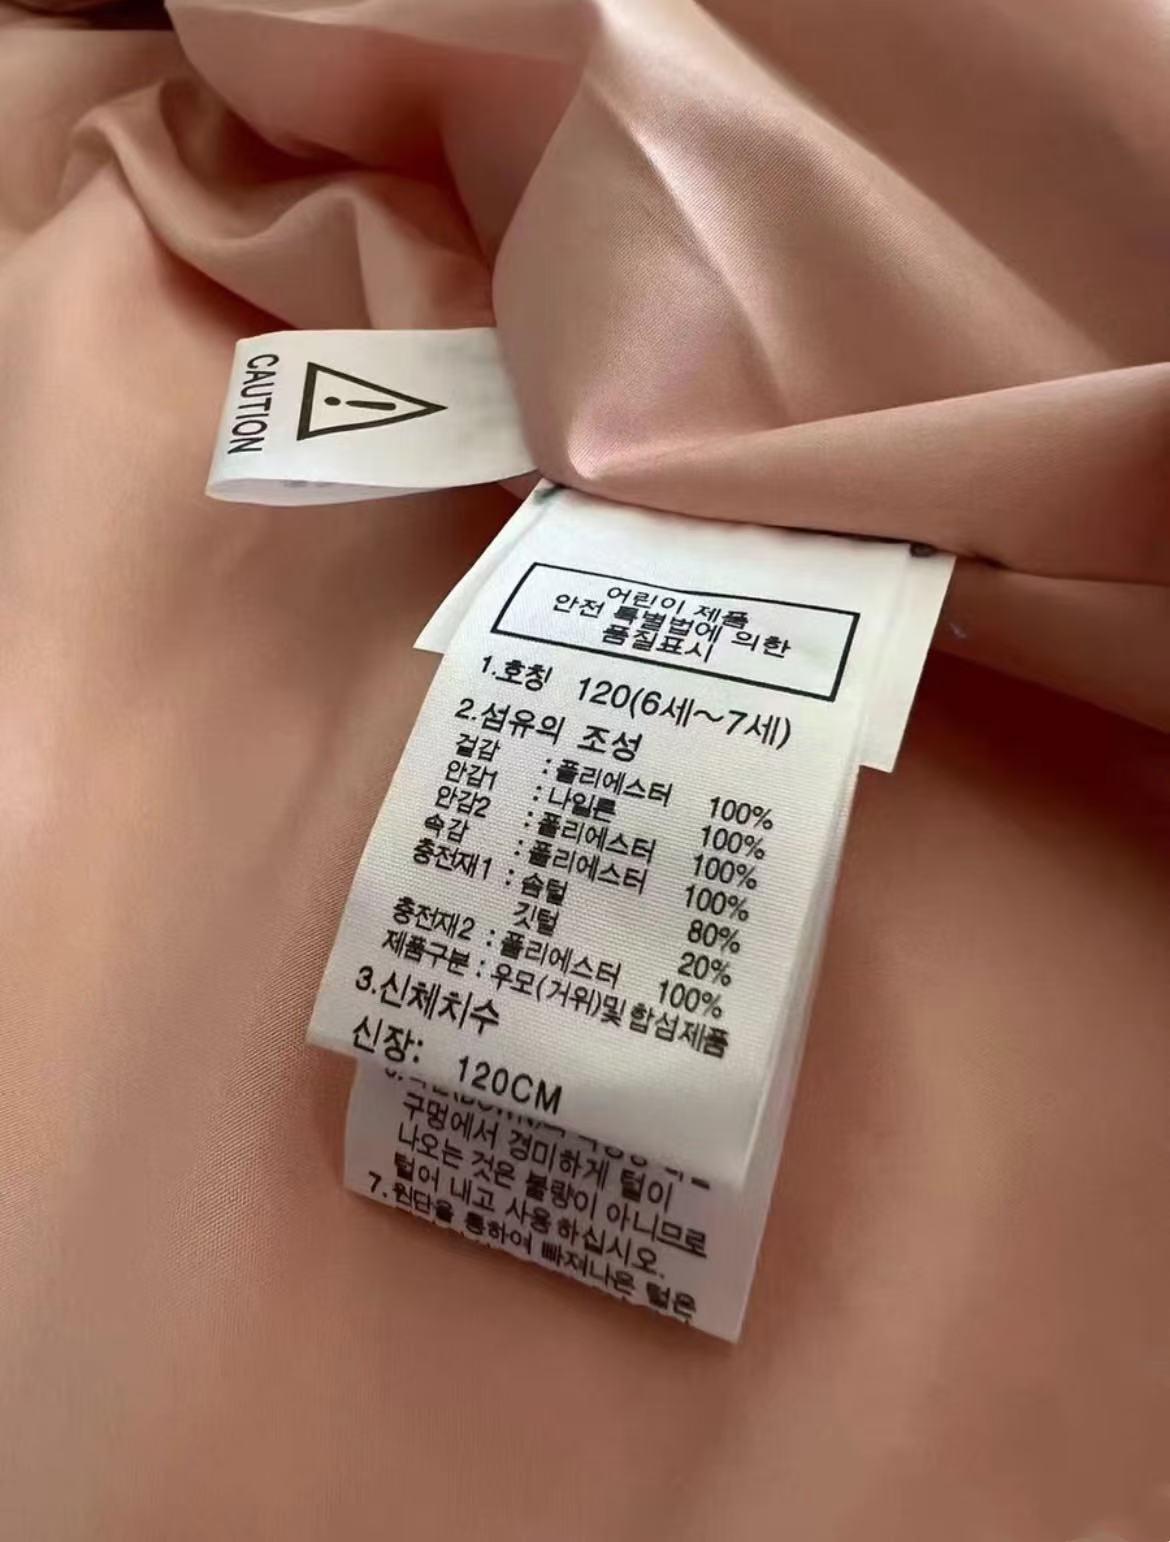 CAUTION
어린이 제품
안전 특별법에 의한
품질표시
1.호칭 120(6세~7세)
2.섬유의 조성
겉감 :폴리에스터 100%
안감1 :나일론 100%
안감2 :폴리에스터 100%
속감 :폴리에스터 100%
충전재1 :솜털 80%
깃털 20%
충전재2 :폴리에스터 100%
제품구분 :우모(거위)및합섬제품
3.신체치수
신장: 120CM
구멍에서 경미하게 털이
나오는 것은 불량이 아니므로
털어 내고 사용하십시오.
7.원단을 통하여 빠져나온 털은